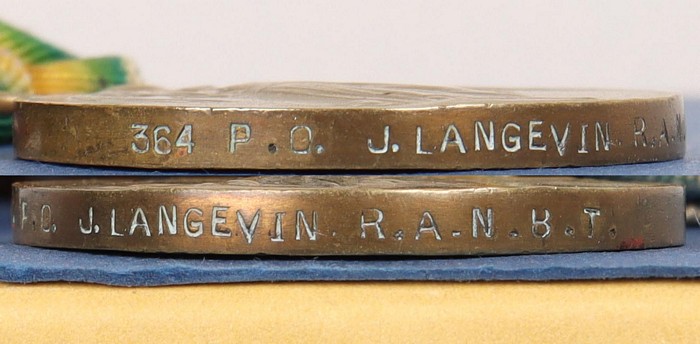 364 P.O. J. LANGEVIN R.A.N
P.O. J. LANGEVIN. R.A.N.B.T.